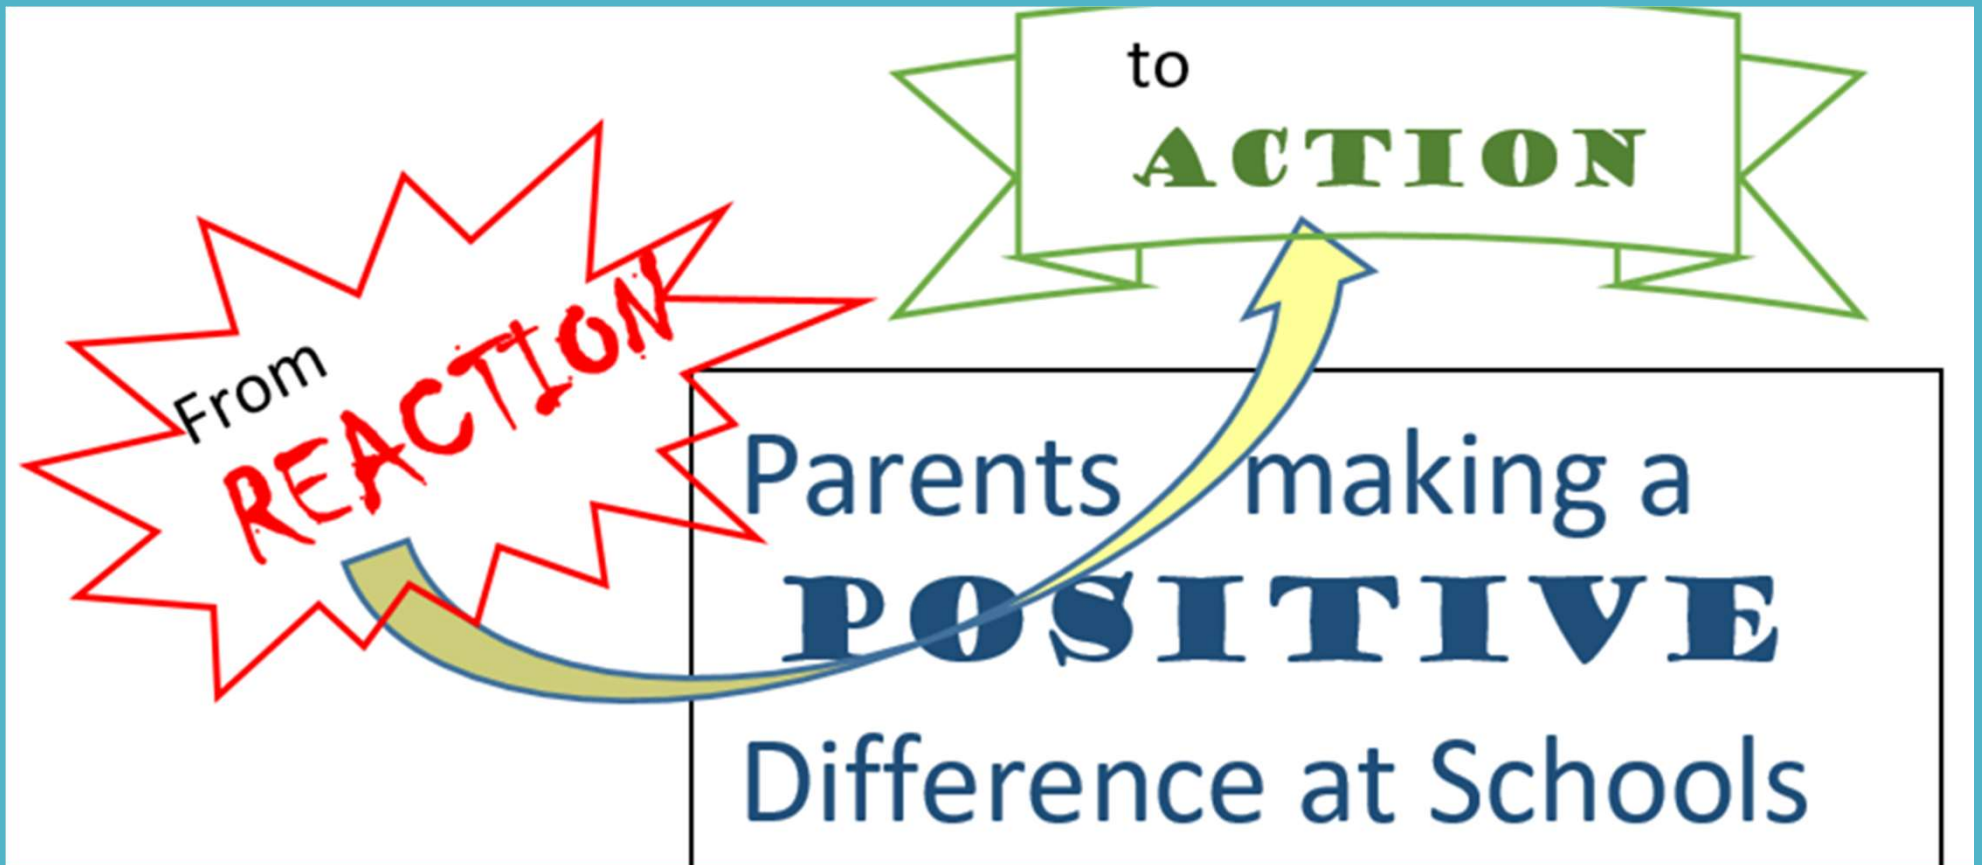 From
REACTION
to
ACTION
Parents making a
POSITIVE
Difference at Schools